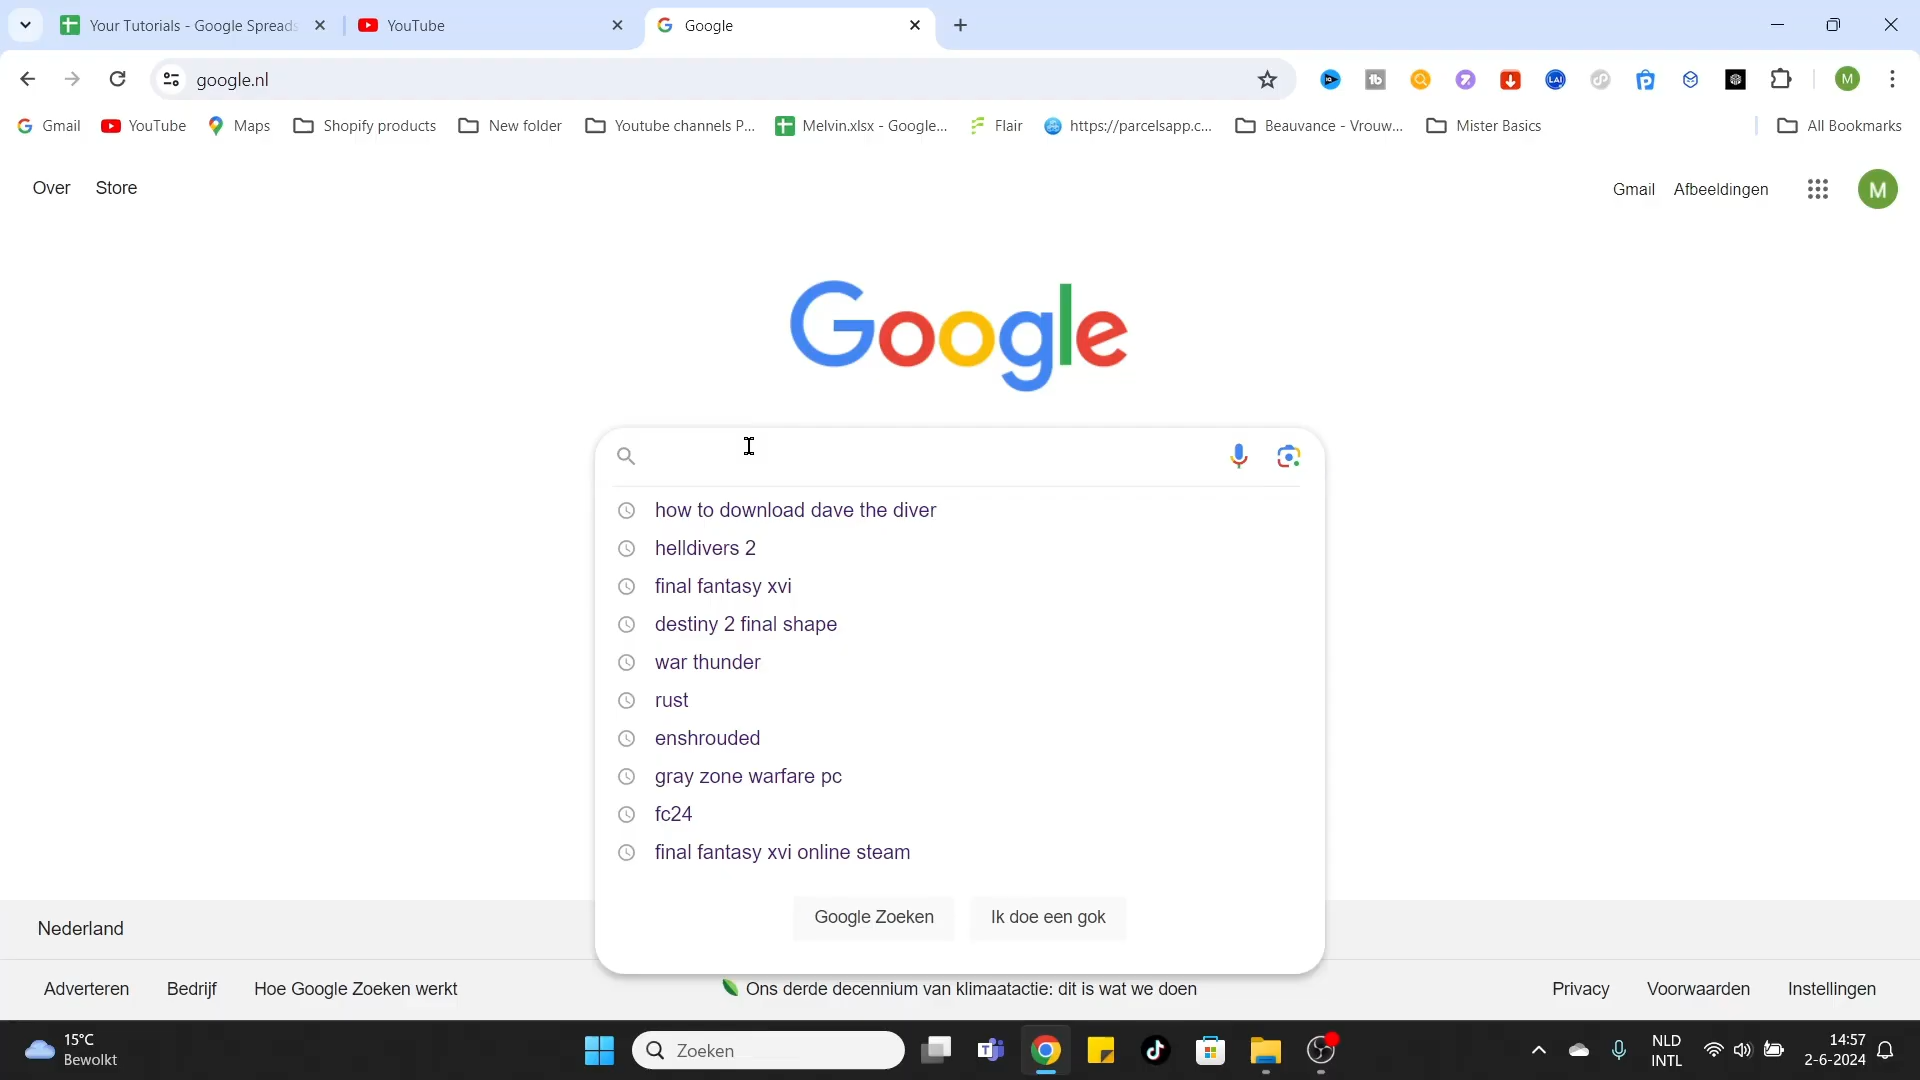 Your Tutorials - Google Spreads
YouTube
Google
google.nl
Gmail
YouTube
Maps
Shopify products
New folder
Youtube channels P...
Melvin.xlsx - Google...
Flair
https://parcelsapp.c...
Beauvance - Vrouw...
Mister Basics
All Bookmarks
Over
Store
Gmail
Afbeeldingen
M
Google
how to download dave the diver
helldivers 2
final fantasy xvi
destiny 2 final shape
war thunder
rust
enshrouded
gray zone warfare pc
fc24
final fantasy xvi online steam
Google Zoeken
Ik doe een gok
Nederland
Adverteren
Bedrijf
Hoe Google Zoeken werkt
Ons derde decennium van klimaatactie: dit is wat we doen
Privacy
Voorwaarden
Instellingen
15°C
Bewolkt
Zoeken
NLD
INTL
14:57
2-6-2024